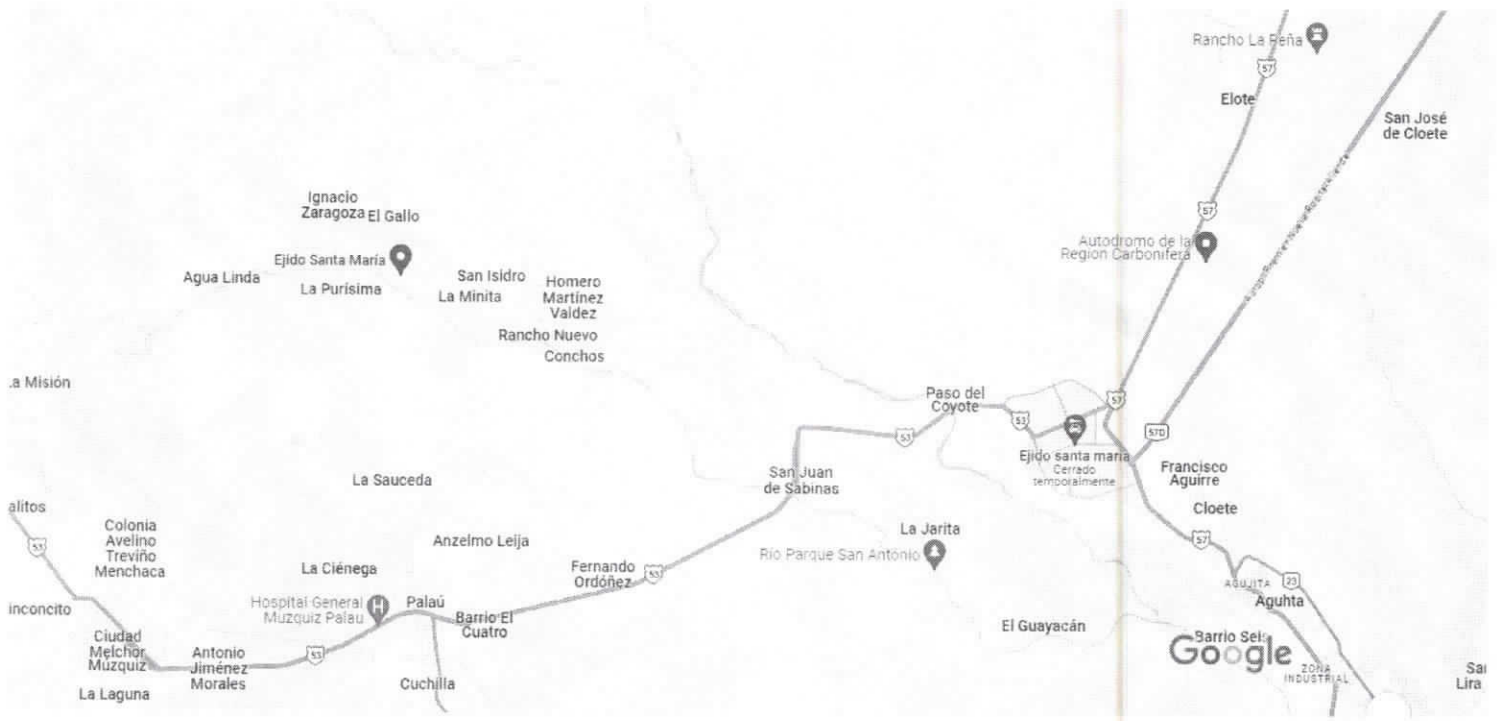 Rancho La Peña
57
Elote
San José
de Cloete
Ignacio
Zaragoza
El Gallo
57
Autodromo de la
Region Carbonifera
Ejido Santa María
Agua Linda
La Purísima
San Isidro
La Minita
Homero
Martínez
Valdez
Rancho Nuevo
Conchos
.a Misión
Paso del
Coyote
57
53
53
57D
Ejido santa maria
Cerrado
temporalmente
Francisco
Aguirre
San Juan
de Sabinas
La Sauceda
alitos
Cloete
Colonia
Avelino
Treviño
Menchaca
53
Anzelmo Leija
La Jarita
Río Parque San Antonio
57
La Ciénega
Fernando
Ordóñez
53
AGUJITA
23
Aguhta
inconcito
Hospital General
Múzquiz Palau
H
Palaú
Barrio El
Cuatro
El Guayacán
Barrio Seis
Google
Ciudad
Melchor
Múzquiz
Antonio
Jiménez
Morales
53
ZONA
INDUSTRIAL
La Laguna
Cuchilla
Sai
Lira